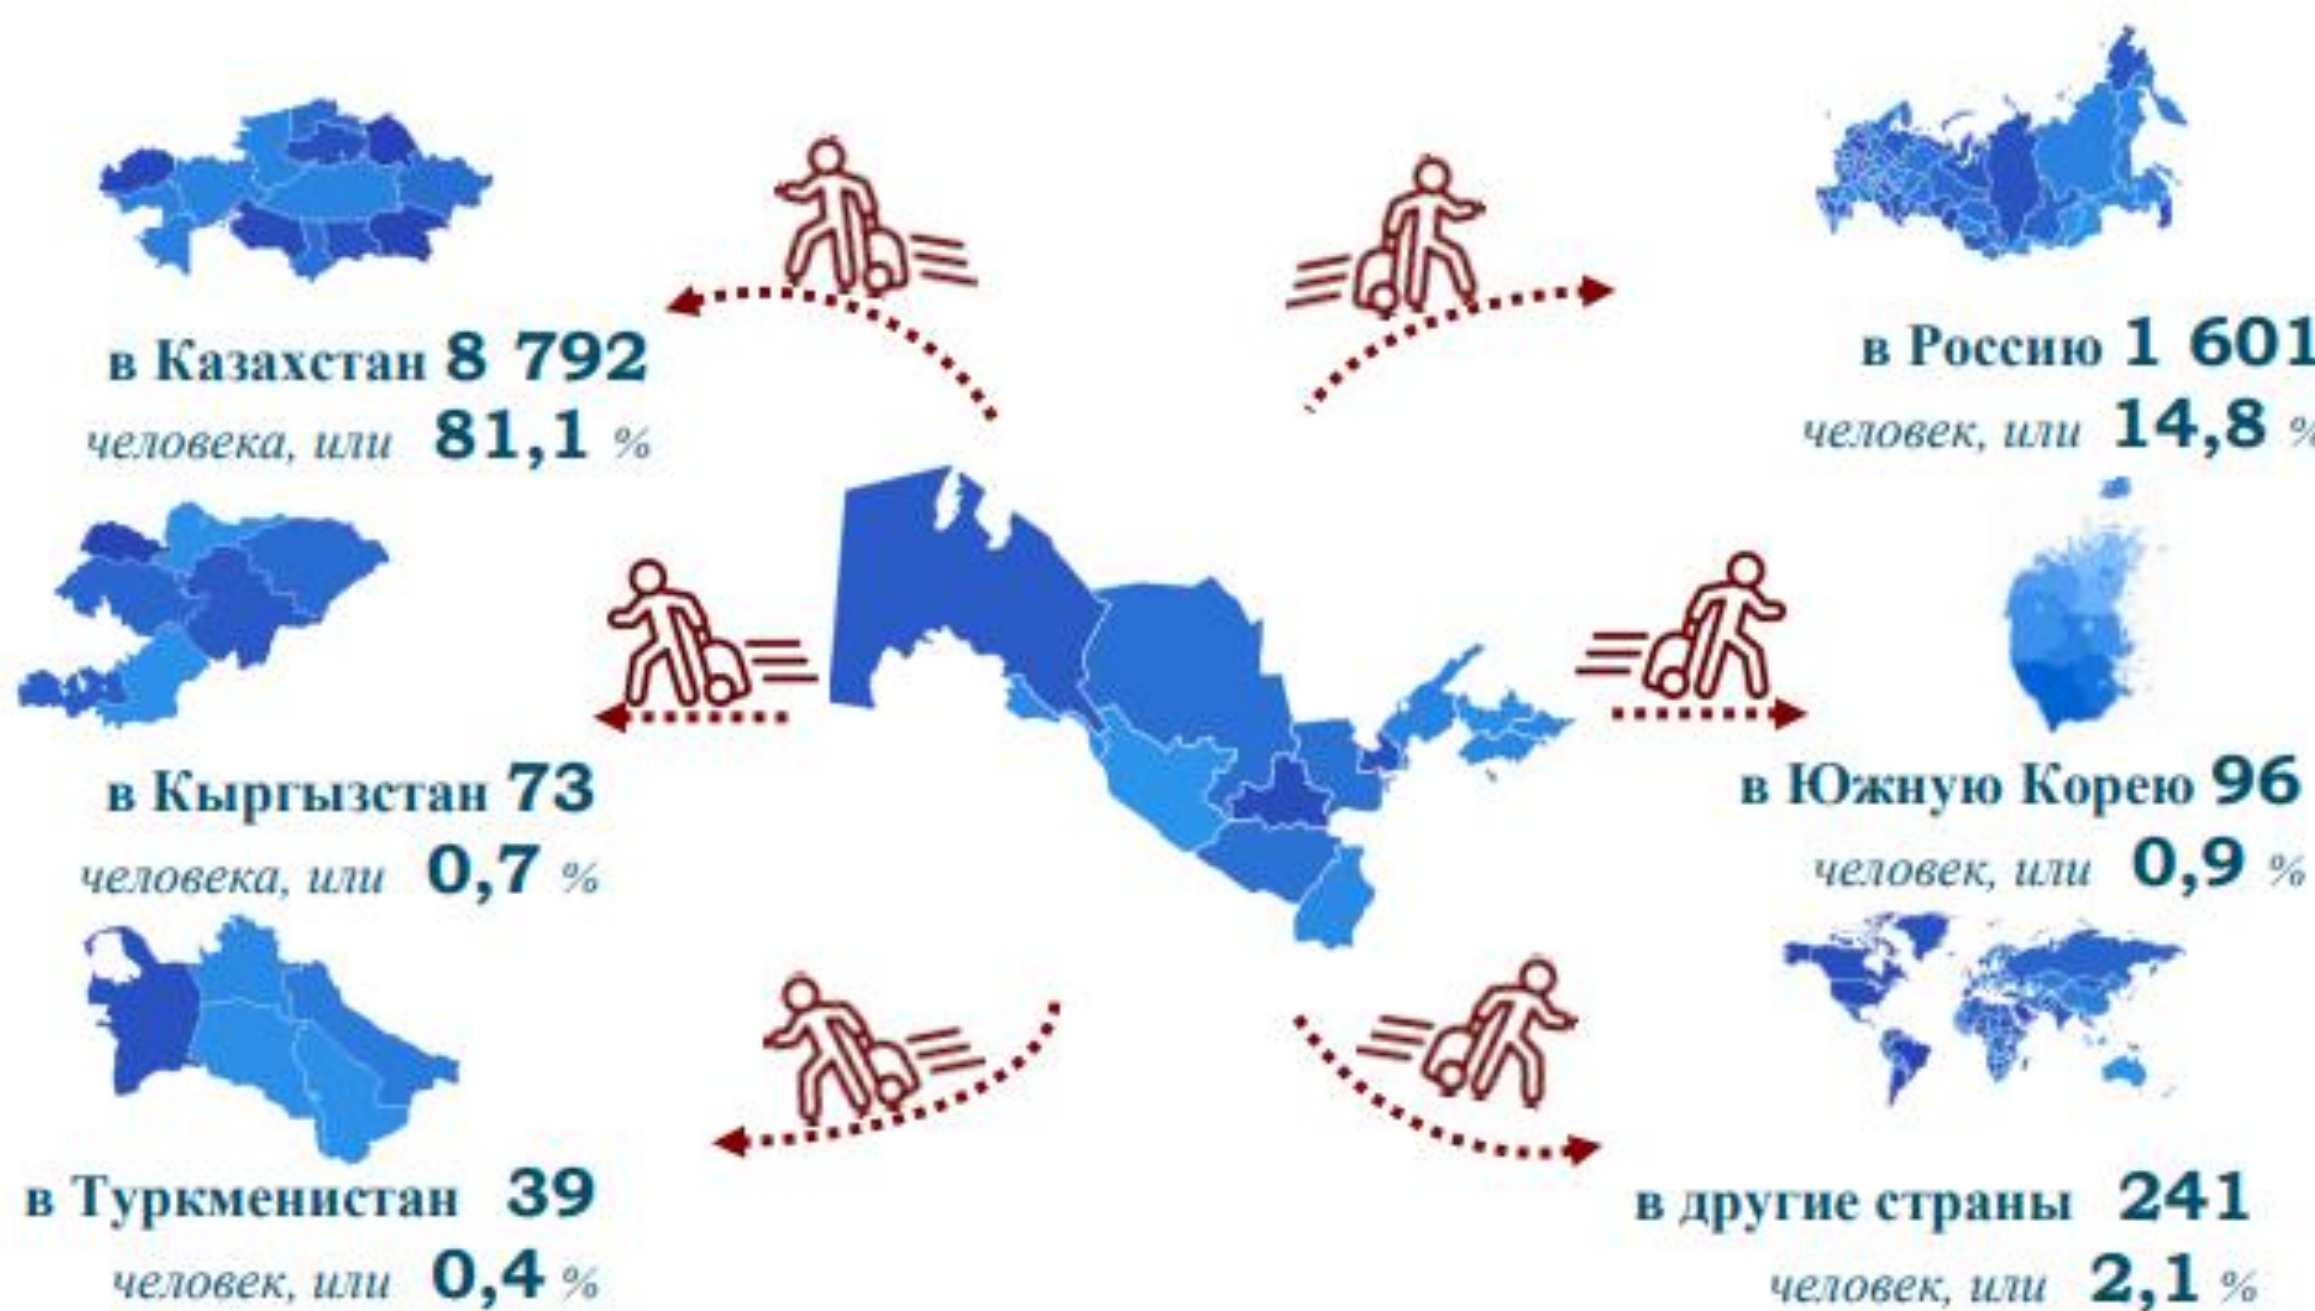 в Казахстан 8 792
человека, или 81,1 %
в Россию 1 601
человек, или 14,8 %
в Кыргызстан 73
человека, или 0,7 %
в Южную Корею 96
человек, или 0,9 %
в Туркменистан 39
человек, или 0,4 %
в другие страны 241
человек, или 2,1 %